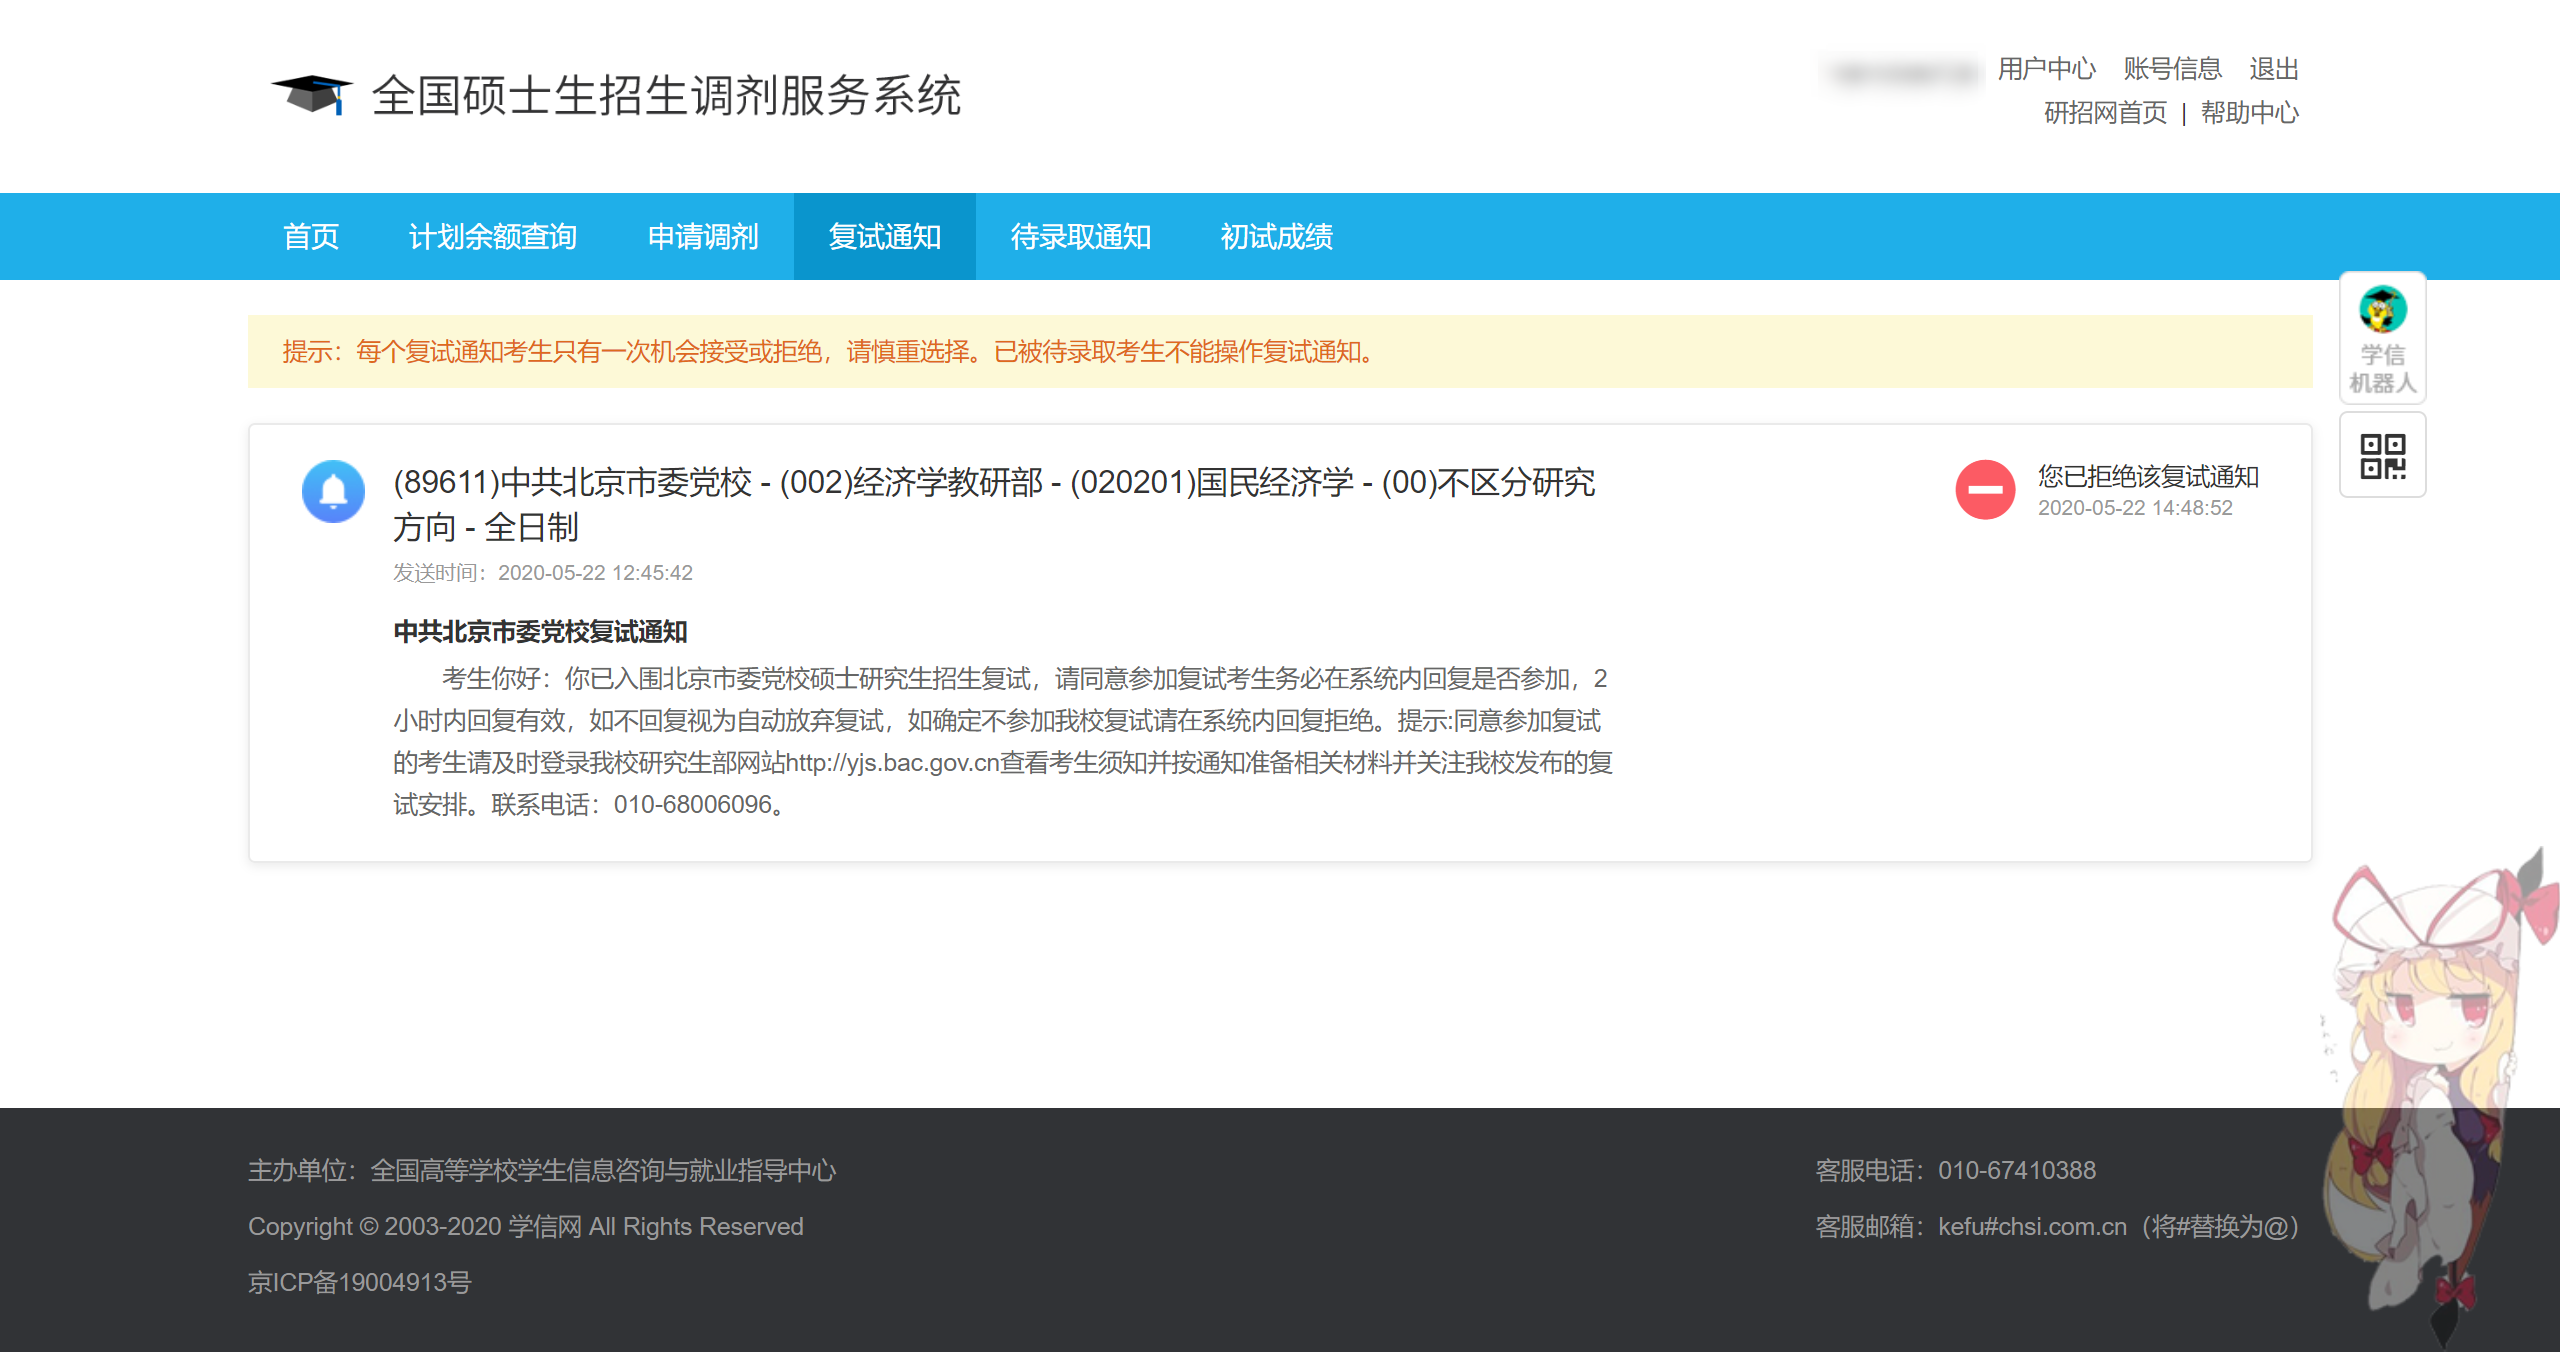 全国硕士生招生调剂服务系统
用户中心 账号信息 退出
研招网首页 | 帮助中心
首页 计划余额查询 申请调剂 复试通知 待录取通知 初试成绩
学信
机器人
提示：每个复试通知考生只有一次机会接受或拒绝，请慎重选择。已被待录取考生不能操作复试通知。
(89611)中共北京市委党校 - (002)经济学教研部 - (020201)国民经济学 - (00)不区分研究
方向 - 全日制
发送时间：2020-05-22 12:45:42
您已拒绝该复试通知
2020-05-22 14:48:52
中共北京市委党校复试通知
考生你好：你已入围北京市委党校硕士研究生招生复试，请同意参加复试考生务必在系统内回复是否参加，2
小时内回复有效，如不回复视为自动放弃复试，如确定不参加我校复试请在系统内回复拒绝。提示:同意参加复试
的考生请及时登录我校研究生部网站http://yjs.bac.gov.cn查看考生须知并按通知准备相关材料并关注我校发布的复
试安排。联系电话：010-68006096。
主办单位：全国高等学校学生信息咨询与就业指导中心
Copyright © 2003-2020 学信网 All Rights Reserved
京ICP备19004913号
客服电话：010-67410388
客服邮箱：kefu#chsi.com.cn（将#替换为@）